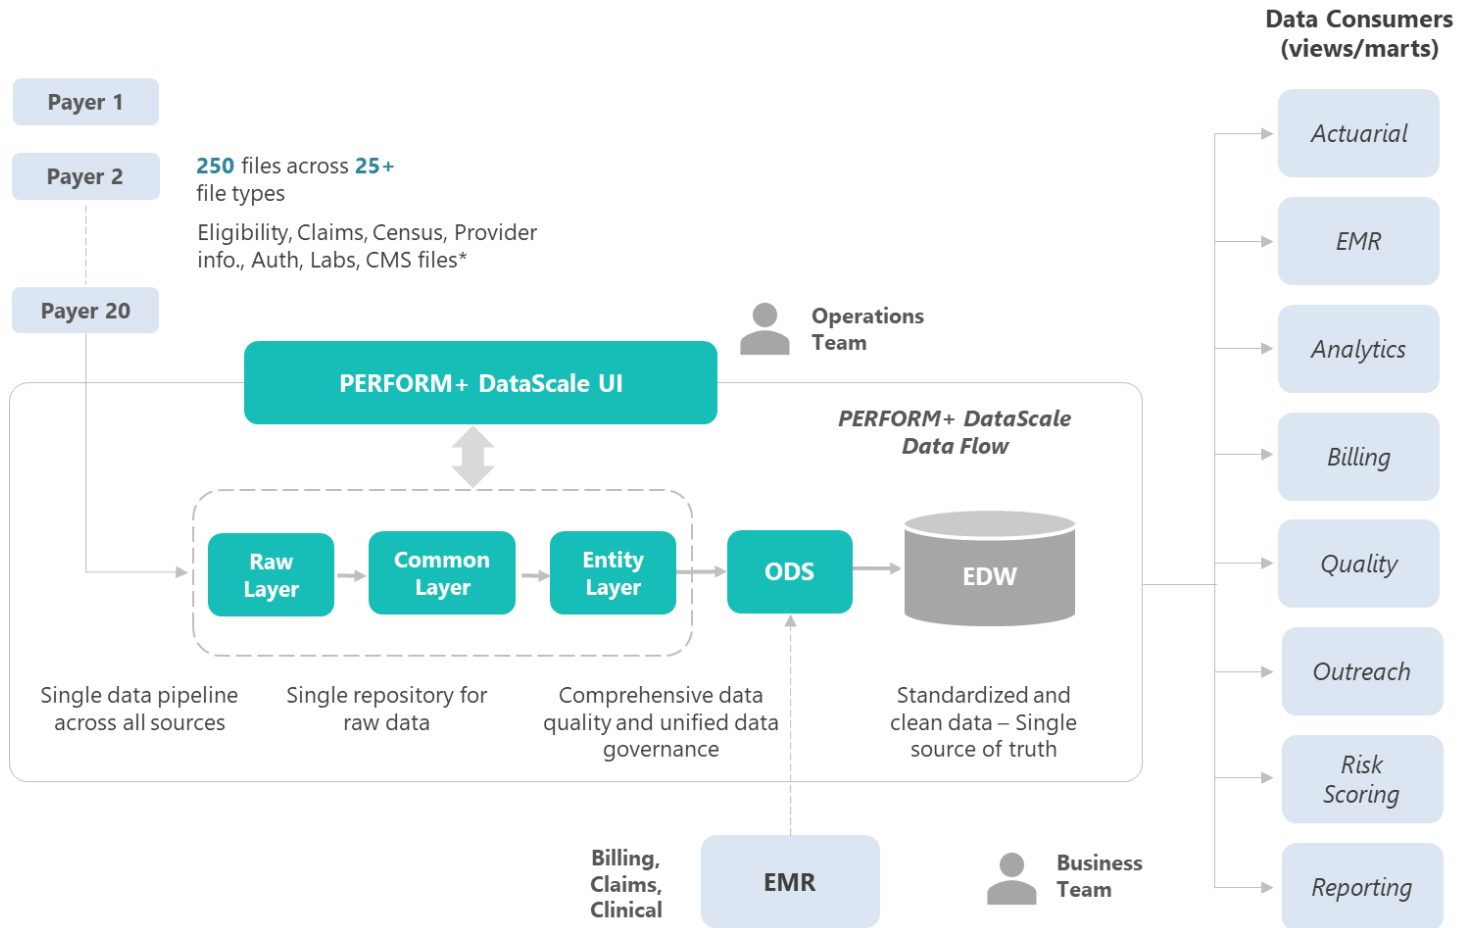 Data Consumers
(views/marts)
Payer 1
Payer 2
Payer 20
250 files across 25+
file types
Eligibility, Claims, Census, Provider
info., Auth, Labs, CMS files*
Operations
Team
PERFORM+ DataScale UI
PERFORM+ DataScale
Data Flow
Raw
Layer
Common
Layer
Entity
Layer
ODS
EDW
Single data pipeline
across all sources
Single repository for
raw data
Comprehensive data
quality and unified data
governance
Standardized and
clean data – Single
source of truth
Billing,
Claims,
Clinical
EMR
Business
Team
Actuarial
EMR
Analytics
Billing
Quality
Outreach
Risk
Scoring
Reporting